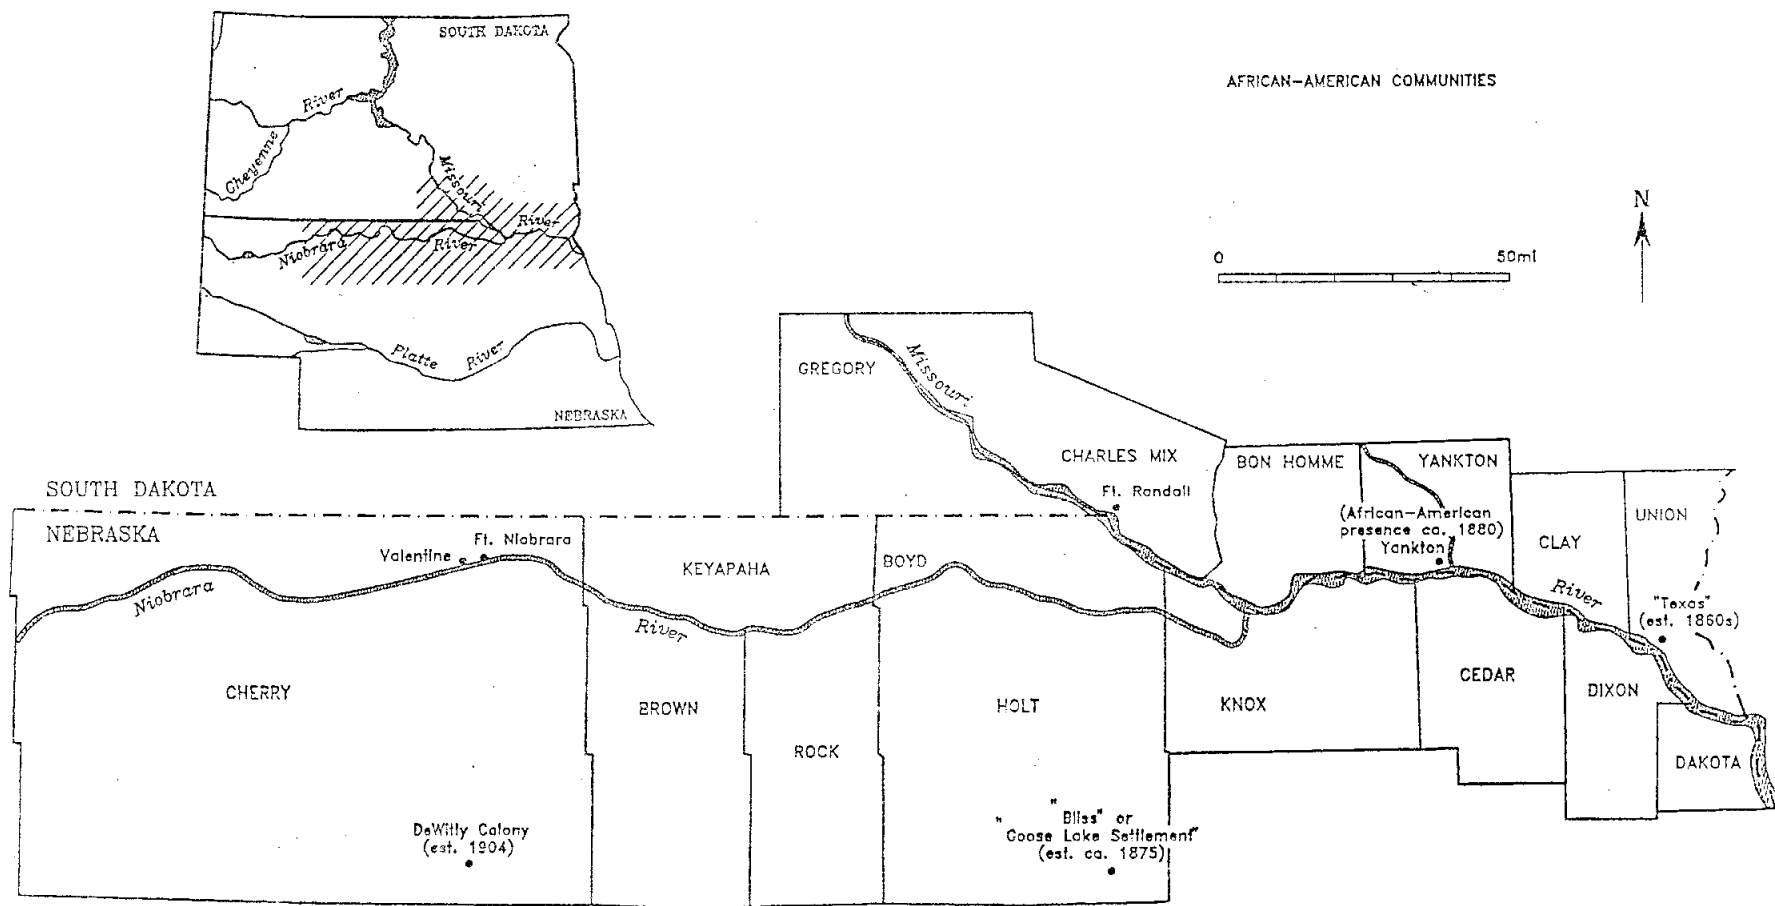 SOUTH DAKOTA
River
Cheyenne
Missouri
River
Niobrara
River
Platte
River
NEBRASKA
AFRICAN-AMERICAN COMMUNITIES
N
0 50mi
GREGORY
Missouri
CHARLES MIX
Ft. Randall
BON HOMME
YANKTON
(African-American
presence ca. 1880)
Yankton
CLAY
UNION
"Texas"
(est. 1860s)
River
SOUTH DAKOTA
NEBRASKA
Valentine
Ft. Niobrara
Niobrara
River
KEYAPAHA
BOYD
CHERRY
BROWN
ROCK
HOLT
KNOX
CEDAR
DIXON
DAKOTA
DeWitty Colony
(est. 1904)
"Bliss" or
"Goose Lake Settlement"
(est. ca. 1875)